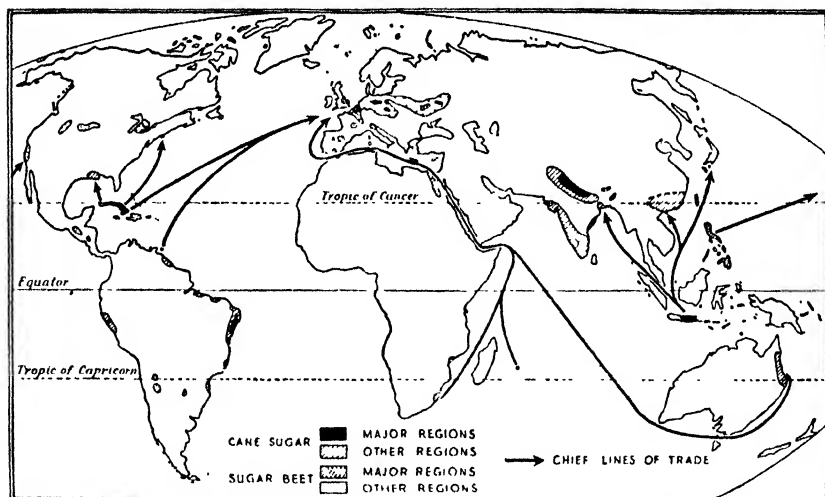 Tropic of Cancer
Equator
Tropic of Capricorn
CANE SUGAR
MAJOR REGIONS
OTHER REGIONS
SUGAR BEET
MAJOR REGIONS
OTHER REGIONS
CHIEF LINES OF TRADE